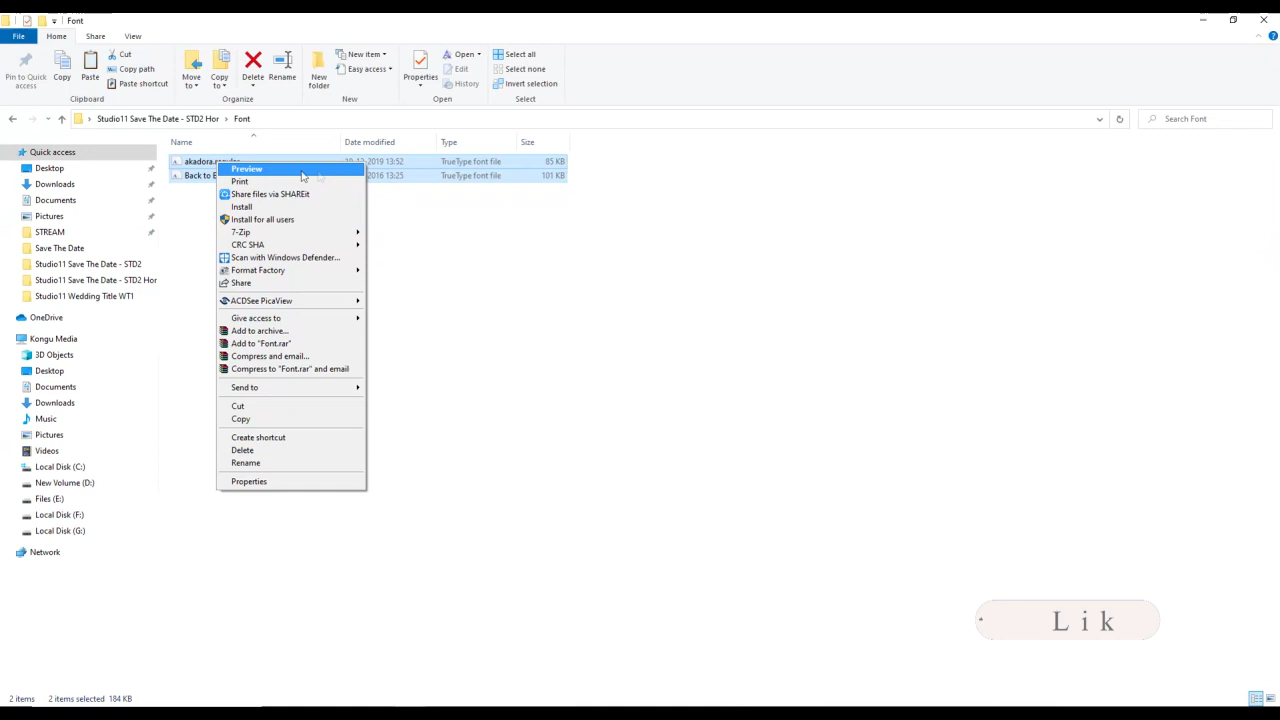 Font
File Home Share View
Pin to Quick access
Copy
Paste
Cut
Copy path
Paste shortcut
Clipboard
Move to
Copy to
Delete
Rename
Organize
New folder
New item
Easy access
New
Properties
Open
Edit
History
Open
Select all
Select none
Invert selection
Select
Studio11 Save The Date - STD2 Hor > Font
Search Font
Name Date modified Type Size
akadora.regular 2019 13:52 TrueType font file 85 KB
Back to 2016 13:25 TrueType font file 101 KB
Quick access
Desktop
Downloads
Documents
Pictures
STREAM
Save The Date
Studio11 Save The Date - STD2
Studio11 Save The Date - STD2 Hor
Studio11 Wedding Title WT1
OneDrive
Kongu Media
3D Objects
Desktop
Documents
Downloads
Music
Pictures
Videos
Local Disk (C:)
New Volume (D:)
Files (E:)
Local Disk (F:)
Local Disk (G:)
Network
Preview
Print
Share files via SHAREit
Install
Install for all users
7-Zip
CRC SHA
Scan with Windows Defender...
Format Factory
Share
ACDSee PicaView
Give access to
Add to archive...
Add to "Font.rar"
Compress and email...
Compress to "Font.rar" and email
Send to
Cut
Copy
Create shortcut
Delete
Rename
Properties
Lik
2 items 2 items selected 184 KB